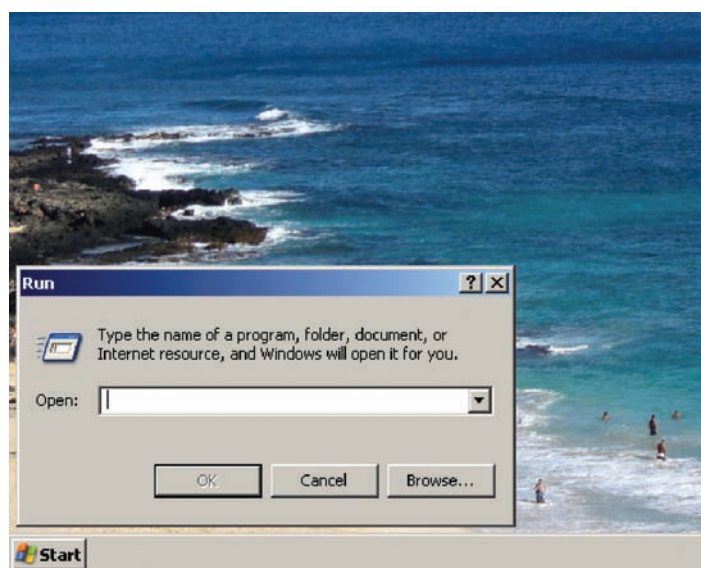 Run
Type the name of a program, folder, document, or
Internet resource, and Windows will open it for you.
Open:
OK Cancel Browse...
Start